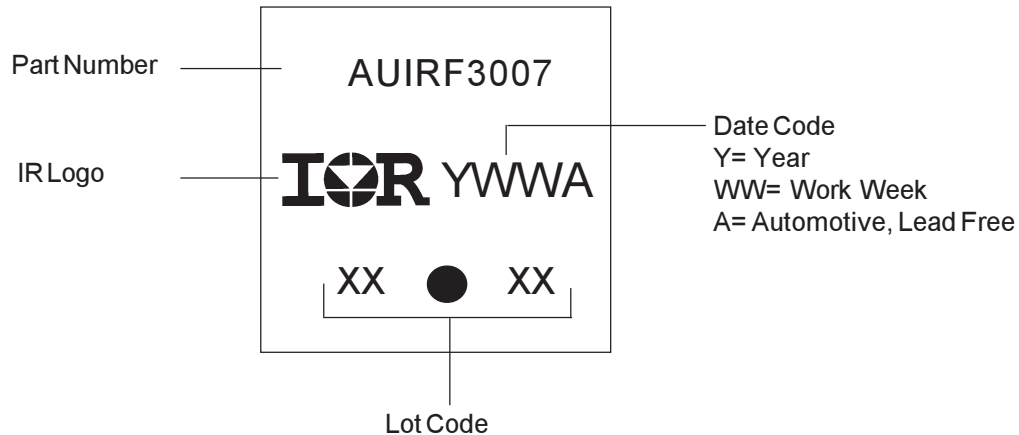 Part Number
AUIRF3007
IR Logo
IOR YWWA
Date Code
Y= Year
WW= Work Week
A= Automotive, Lead Free
XX XX
Lot Code